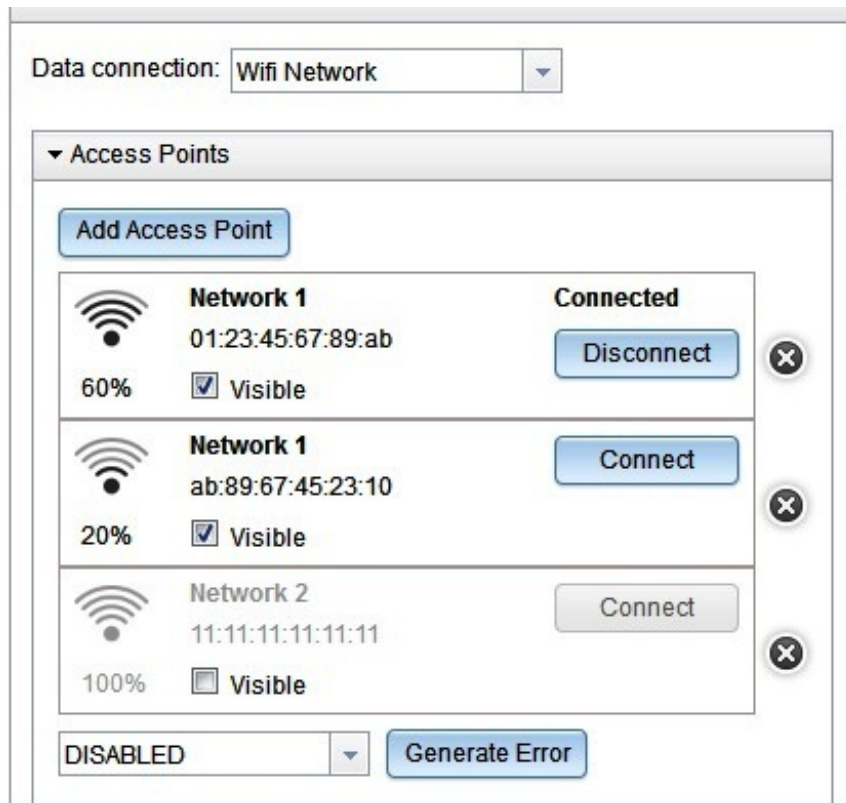 Data connection: Wifi Network
Access Points
Add Access Point
Network 1 Connected
01:23:45:67:89:ab Disconnect
60% Visible
Network 1 Connect
ab:89:67:45:23:10
20% Visible
Network 2 Connect
11:11:11:11:11:11
100% Visible
DISABLED Generate Error